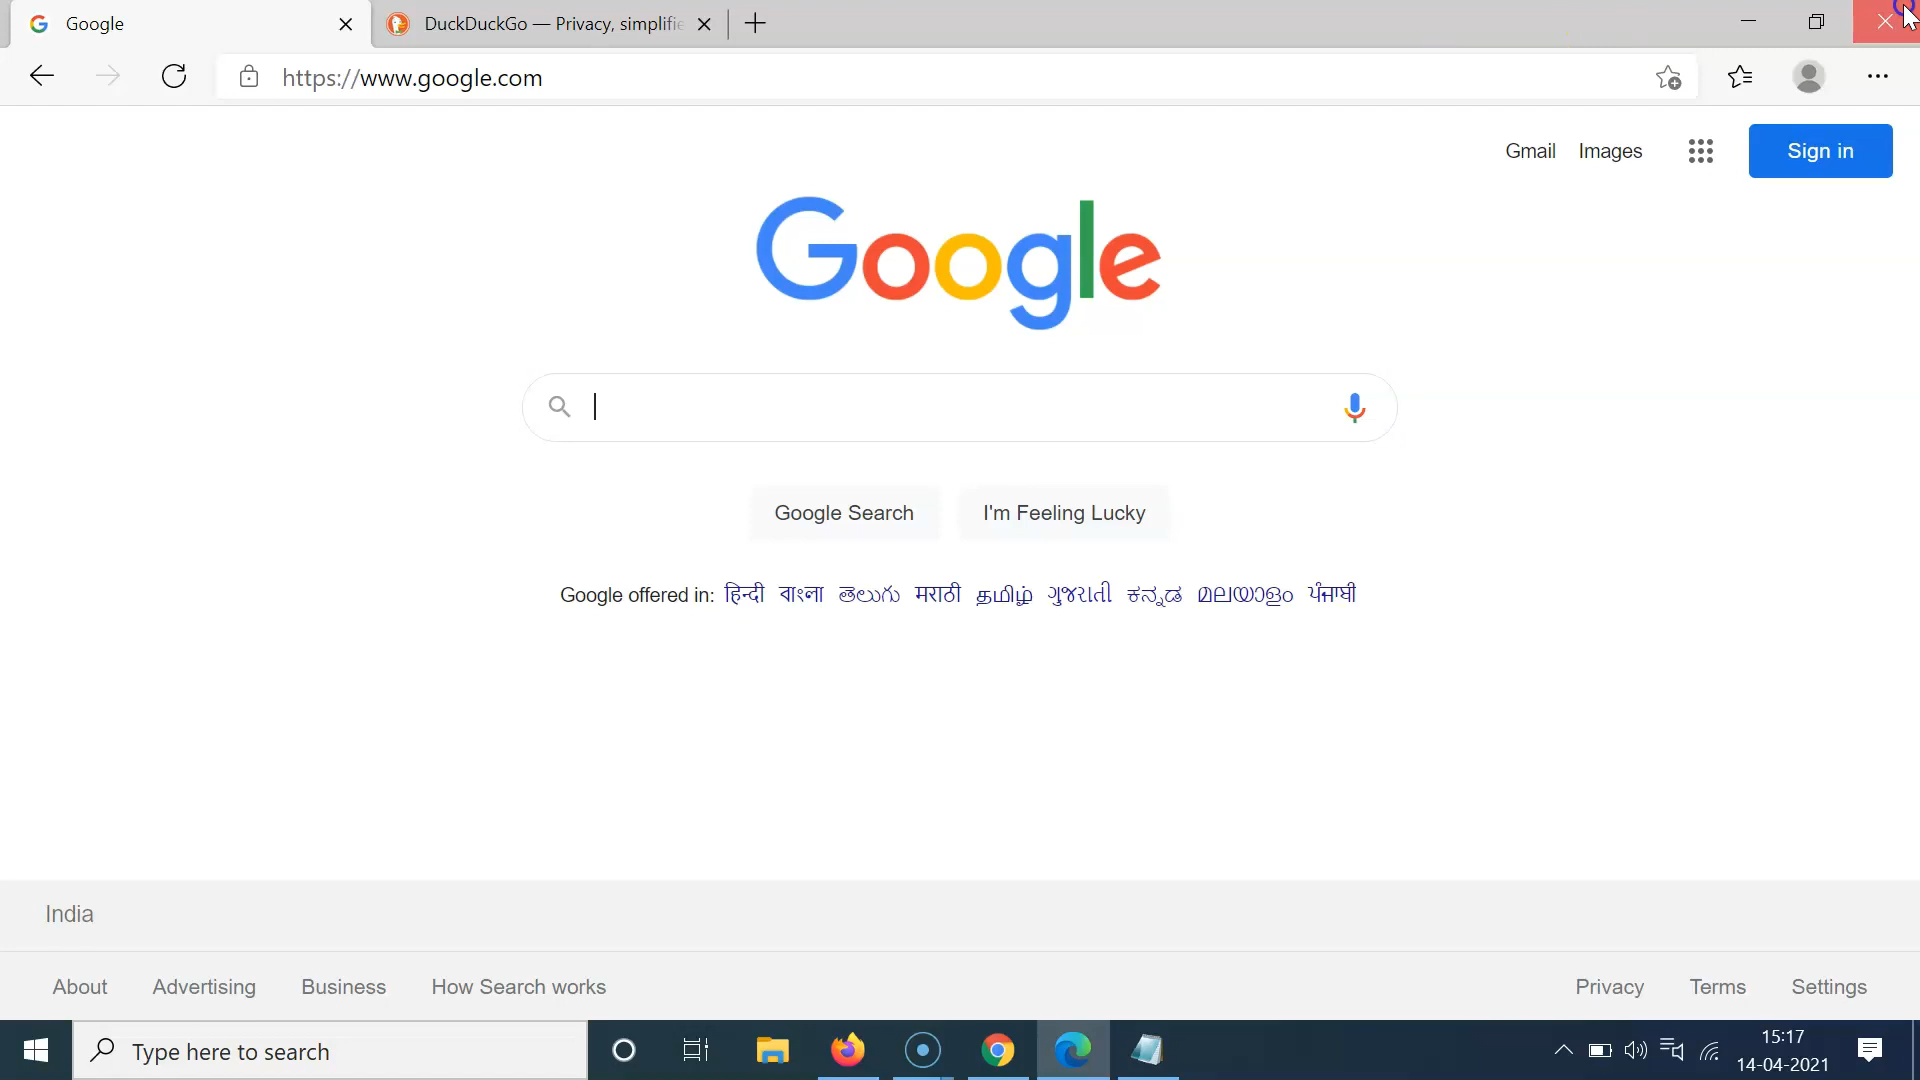 Google
DuckDuckGo — Privacy, simplifie
https://www.google.com
Gmail Images Sign in
Google
Google Search I'm Feeling Lucky
Google offered in: हिन्दी বাংলা తెలుగు मराठी தமிழ் ગુજરાતી ಕನ್ನಡ മലയാളം ਪੰਜਾਬੀ
India
About Advertising Business How Search works Privacy Terms Settings
Type here to search
15:17
14-04-2021